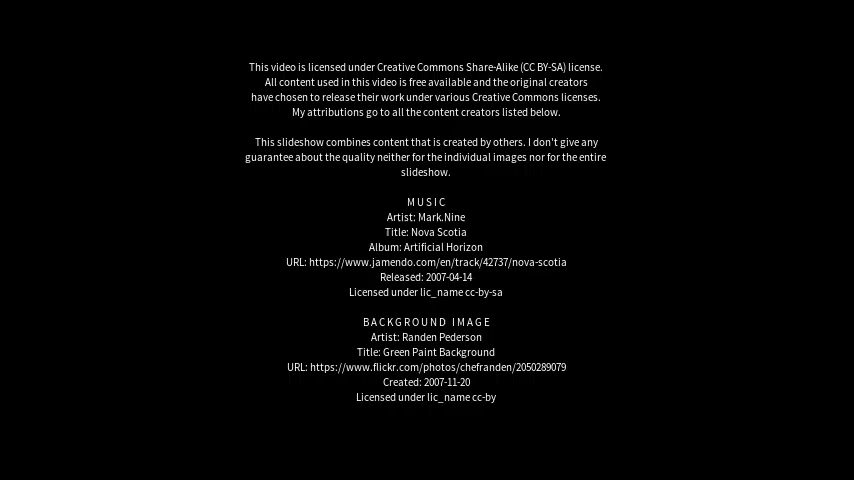 This video is licensed under Creative Commons Share-Alike (CC BY-SA) license.
All content used in this video is free available and the original creators
have chosen to release their work under various Creative Commons licenses.
My attributions go to all the content creators listed below.
This slideshow combines content that is created by others. I don't give any
guarantee about the quality neither for the individual images nor for the entire
slideshow.
MUSIC
Artist: Mark.Nine
Title: Nova Scotia
Album: Artificial Horizon
URL: https://www.jamendo.com/en/track/42737/nova-scotia
Released: 2007-04-14
Licensed under lic_name cc-by-sa
BACKGROUND IMAGE
Artist: Randen Pederson
Title: Green Paint Background
URL: https://www.flickr.com/photos/chefranden/2050289079
Created: 2007-11-20
Licensed under lic_name cc-by